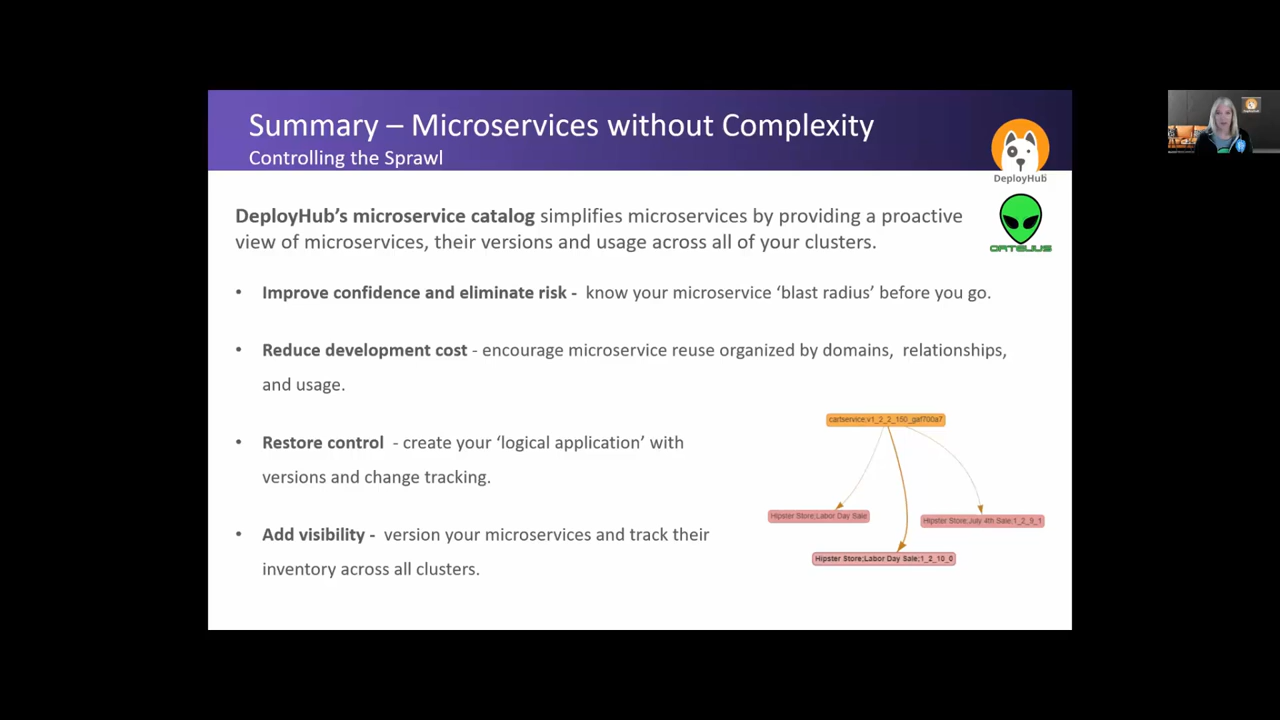 Summary – Microservices without Complexity
Controlling the Sprawl
DeployHub
DeployHub's microservice catalog simplifies microservices by providing a proactive
view of microservices, their versions and usage across all of your clusters.
ORTELIUS
• Improve confidence and eliminate risk - know your microservice ‘blast radius’ before you go.
• Reduce development cost - encourage microservice reuse organized by domains, relationships,
and usage.
• Restore control - create your ‘logical application’ with
versions and change tracking.
• Add visibility - version your microservices and track their
inventory across all clusters.
cartservice;v1_2_2_150_gaf700a7
Hipster Store;Labor Day Sale
Hipster Store;July 4th Sale;1_2_9_1
Hipster Store;Labor Day Sale;1_2_10_0